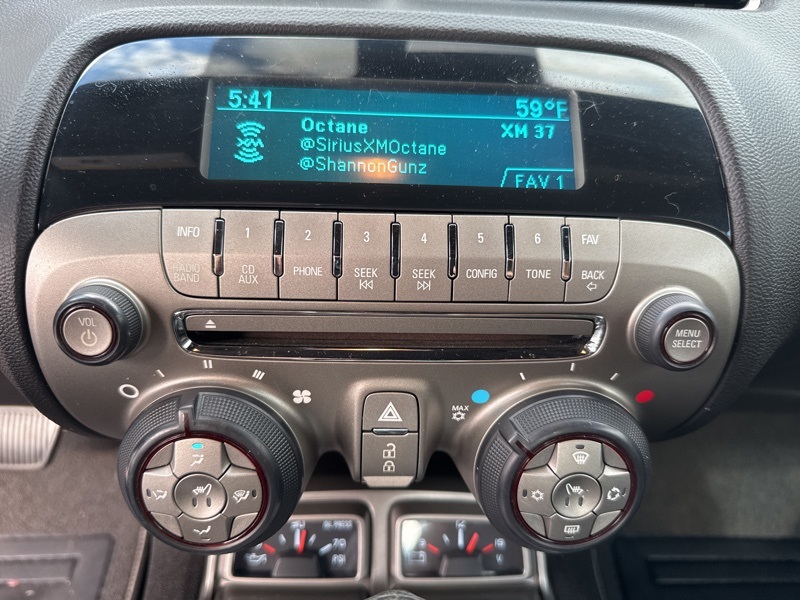 5:41 59°F
Octane XM 37
XM @SiriusXMOctane
@ShannonGunz
FAV 1
INFO 1 2 3 4 5 6 FAV
RADIO BAND CD AUX PHONE SEEK SEEK CONFIG TONE BACK
VOL
MENU SELECT
MAX